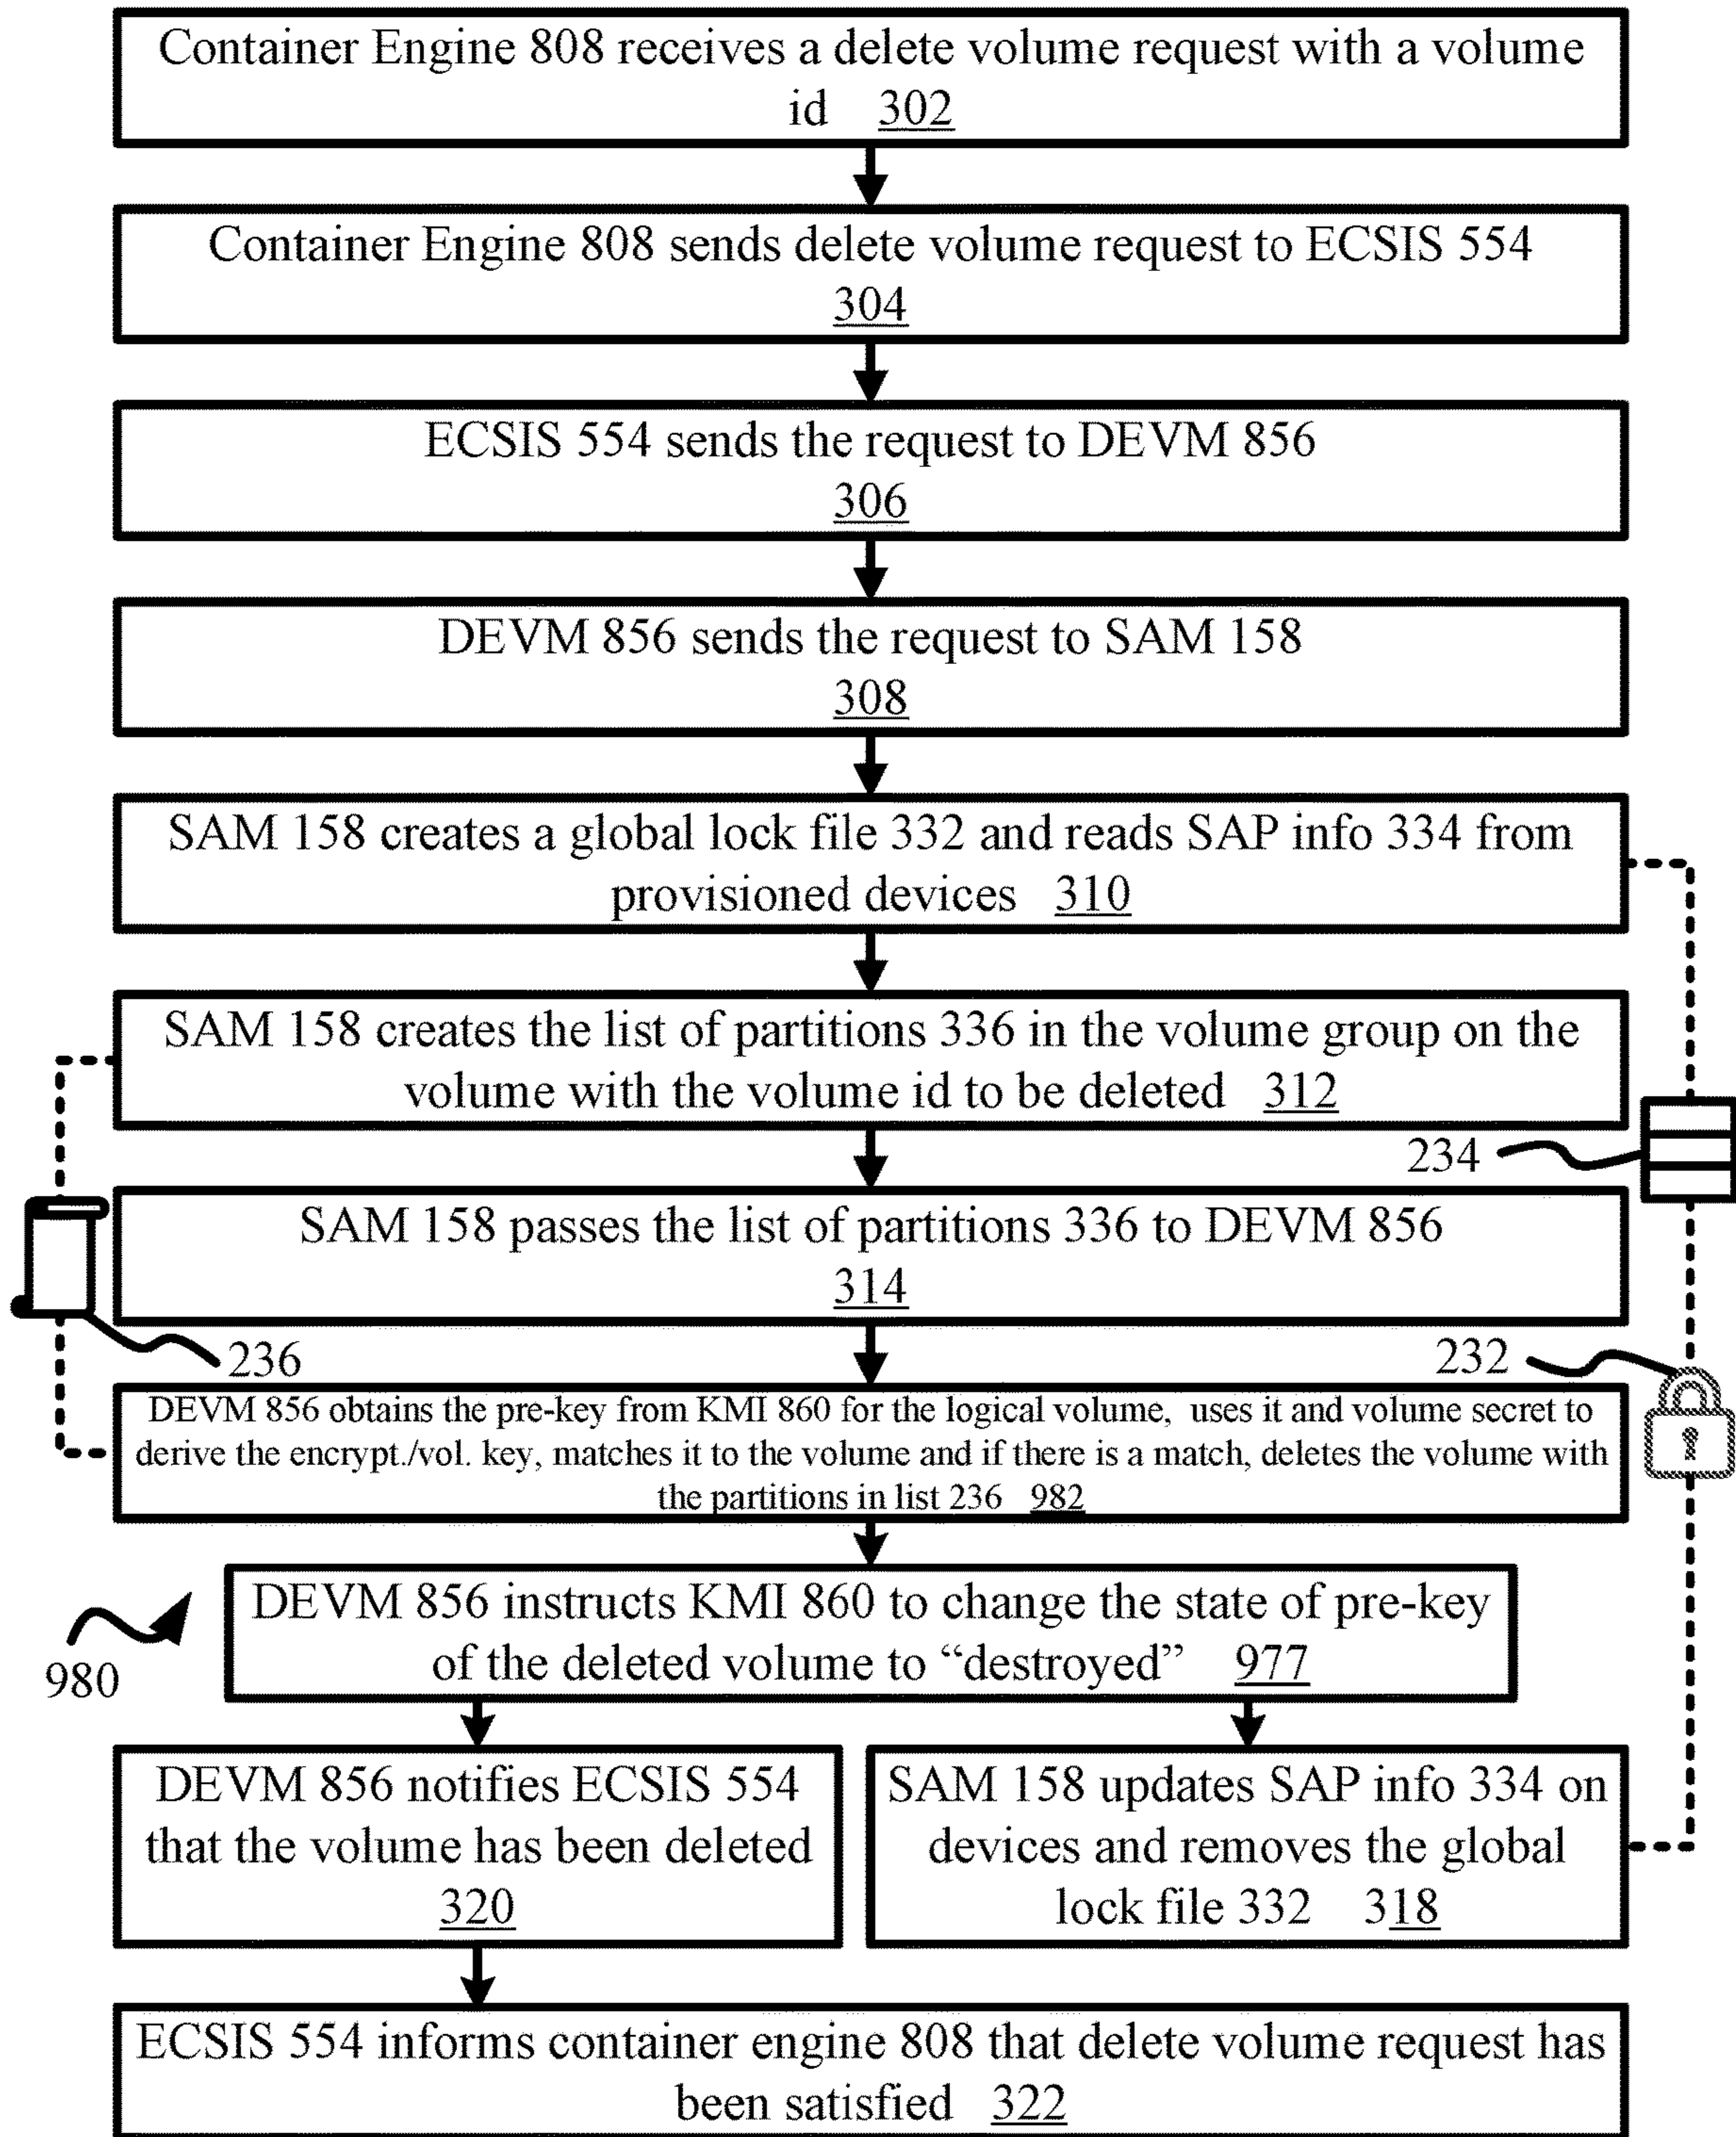 Container Engine 808 receives a delete volume request with a volume
id 302
Container Engine 808 sends delete volume request to ECSIS 554
304
ECSIS 554 sends the request to DEVM 856
306
DEVM 856 sends the request to SAM 158
308
SAM 158 creates a global lock file 332 and reads SAP info 334 from
provisioned devices 310
SAM 158 creates the list of partitions 336 in the volume group on the
volume with the volume id to be deleted 312
234
SAM 158 passes the list of partitions 336 to DEVM 856
314
236
232
DEVM 856 obtains the pre-key from KMI 860 for the logical volume, uses it and volume secret to
derive the encrypt./vol. key, matches it to the volume and if there is a match, deletes the volume with
the partitions in list 236 982
DEVM 856 instructs KMI 860 to change the state of pre-key
of the deleted volume to “destroyed” 977
980
DEVM 856 notifies ECSIS 554
that the volume has been deleted
320
SAM 158 updates SAP info 334 on
devices and removes the global
lock file 332 318
ECSIS 554 informs container engine 808 that delete volume request has
been satisfied 322